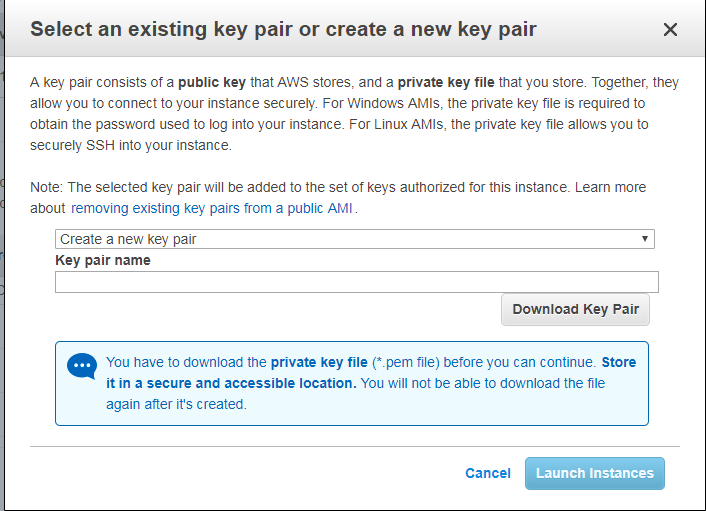 Select an existing key pair or create a new key pair
A key pair consists of a public key that AWS stores, and a private key file that you store. Together, they
allow you to connect to your instance securely. For Windows AMIs, the private key file is required to
obtain the password used to log into your instance. For Linux AMIs, the private key file allows you to
securely SSH into your instance.
Note: The selected key pair will be added to the set of keys authorized for this instance. Learn more
about removing existing key pairs from a public AMI.
Create a new key pair
Key pair name
Download Key Pair
You have to download the private key file (*.pem file) before you can continue. Store
it in a secure and accessible location. You will not be able to download the file
again after it's created.
Cancel
Launch Instances